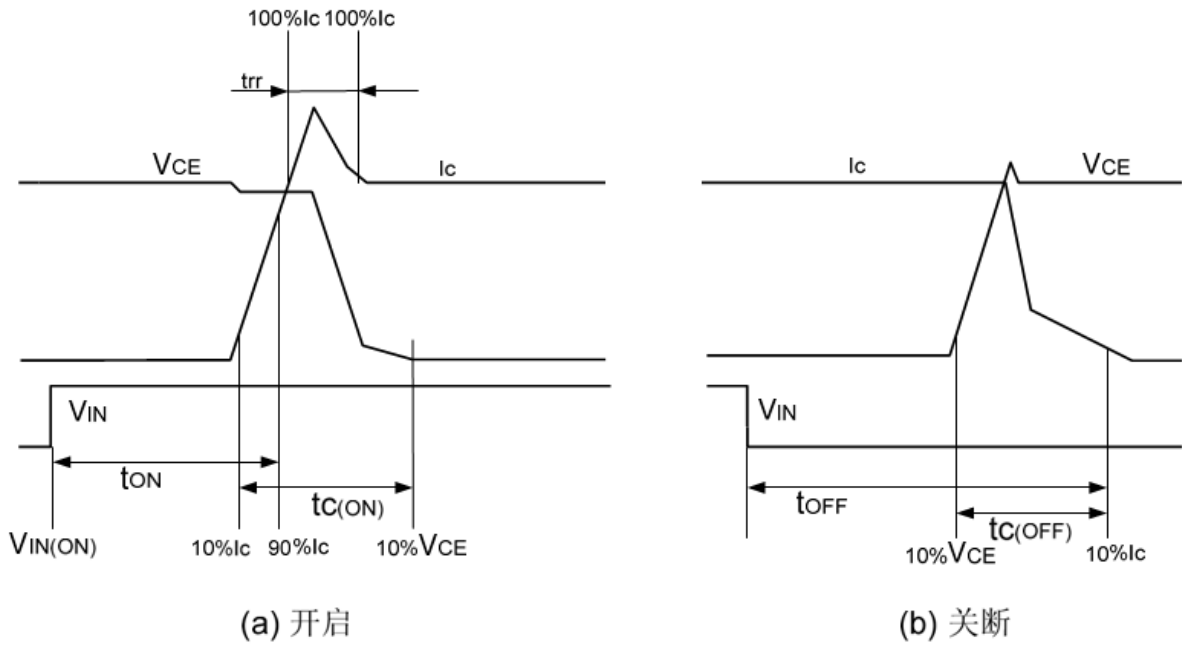 100%Ic 100%Ic
trr
VCE
Ic
VIN
tON
tC(ON)
VIN(ON)
10%Ic
90%Ic
10%VCE
(a) 开启
Ic
VCE
VIN
tOFF
tC(OFF)
10%VCE
10%Ic
(b) 关断